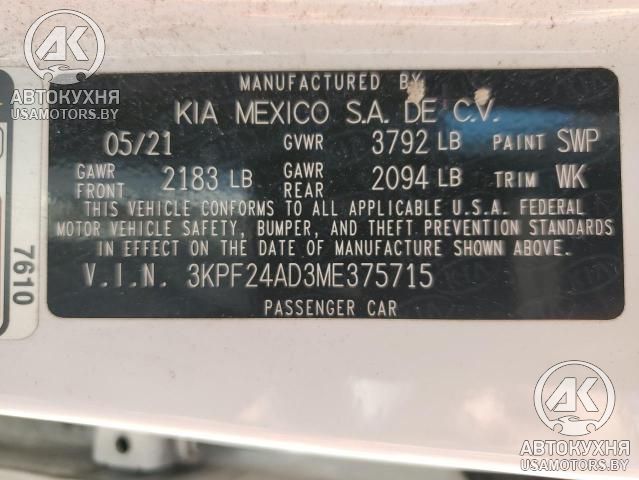 AK
АВТОКУХНЯ
USAMOTORS.BY
MANUFACTURED BY
KIA MEXICO S.A. DE C.V.
05/21 GVWR 3792 LB PAINT SWP
GAWR FRONT 2183 LB GAWR REAR 2094 LB TRIM WK
THIS VEHICLE CONFORMS TO ALL APPLICABLE U.S.A. FEDERAL
MOTOR VEHICLE SAFETY, BUMPER, AND THEFT PREVENTION STANDARDS
IN EFFECT ON THE DATE OF MANUFACTURE SHOWN ABOVE.
V.I.N. 3KPF24AD3ME375715
PASSENGER CAR
7610
AK
АВТОКУХНЯ
USAMOTORS.BY